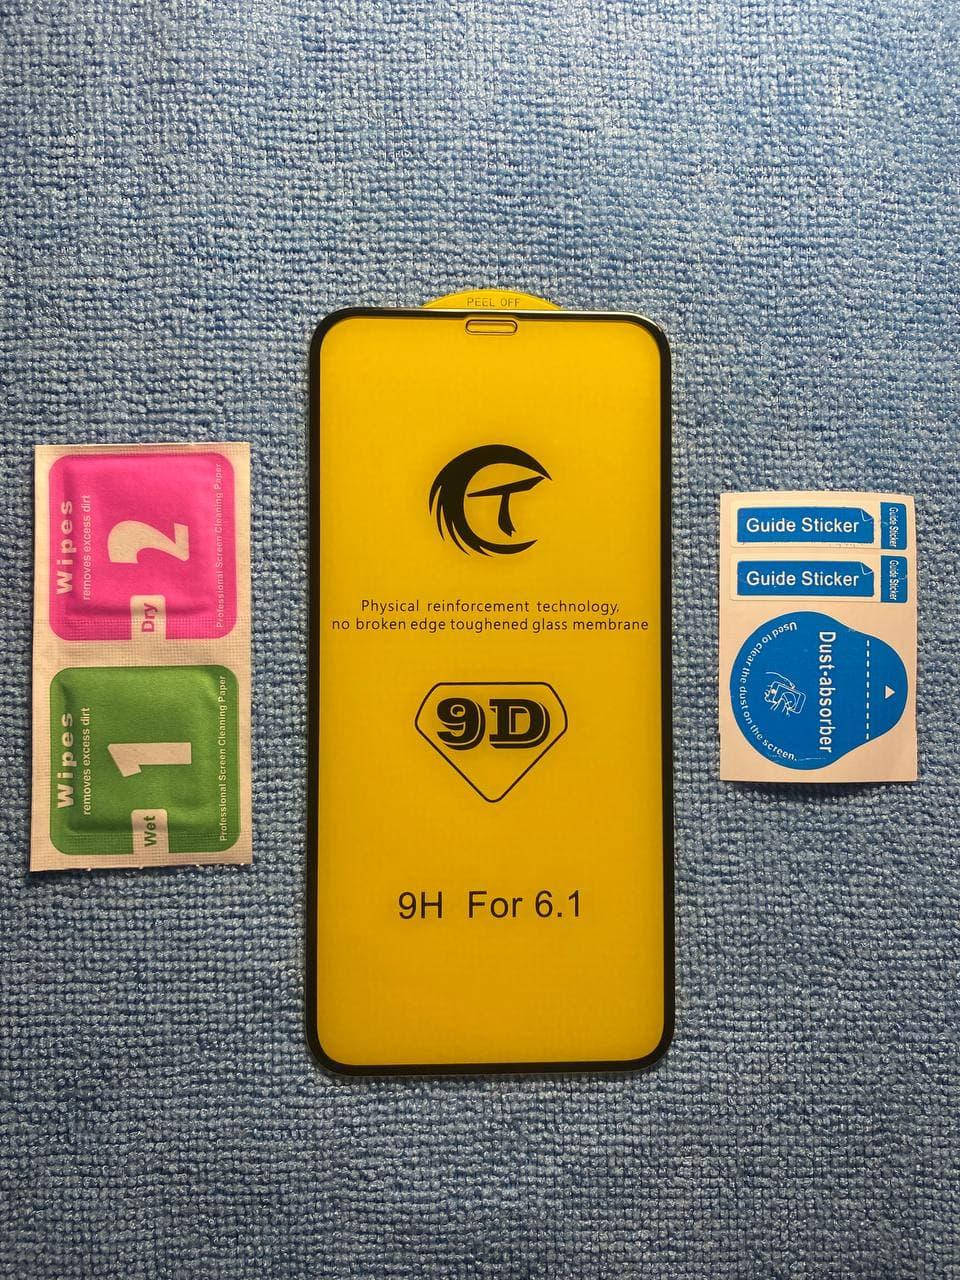 PEEL OFF
CT
Physical reinforcement technology,
no broken edge toughened glass membrane
9D
9H For 6.1
Wipes
removes excess dirt
2
Dry
Professional Screen Cleaning Paper
Wipes
removes excess dirt
1
Wet
Professional Screen Cleaning Paper
Guide Sticker
Guide Sticker
Guide Sticker
Guide Sticker
Dust-absorber
Used to clear the dust on the screen.